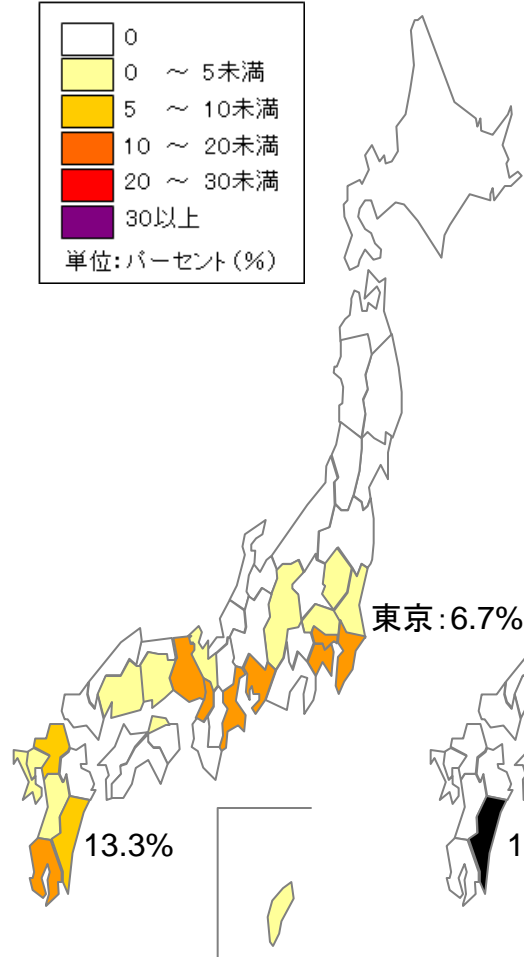 0
0 ～ 5未満
5 ～ 10未満
10 ～ 20未満
20 ～ 30未満
30以上
単位:パーセント(%)
東京:6.7%
13.3%
1